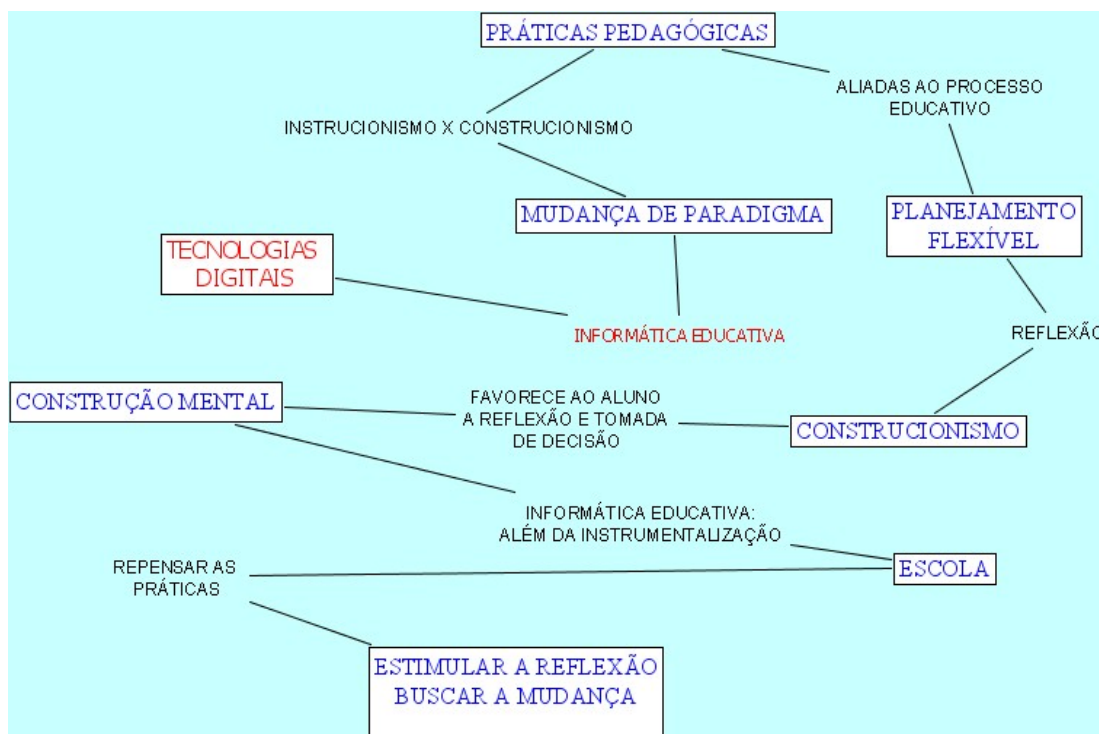 PRÁTICAS PEDAGÓGICAS
ALIADAS AO PROCESSO
EDUCATIVO
INSTRUCIONISMO X CONSTRUCIONISMO
MUDANÇA DE PARADIGMA
PLANEJAMENTO
FLEXÍVEL
TECNOLOGIAS
DIGITAIS
INFORMÁTICA EDUCATIVA
REFLEXÃO
CONSTRUÇÃO MENTAL
FAVORECE AO ALUNO
A REFLEXÃO E TOMADA
DE DECISÃO
CONSTRUCIONISMO
INFORMÁTICA EDUCATIVA:
ALÉM DA INSTRUMENTALIZAÇÃO
REPENSAR AS
PRÁTICAS
ESCOLA
ESTIMULAR A REFLEXÃO
BUSCAR A MUDANÇA